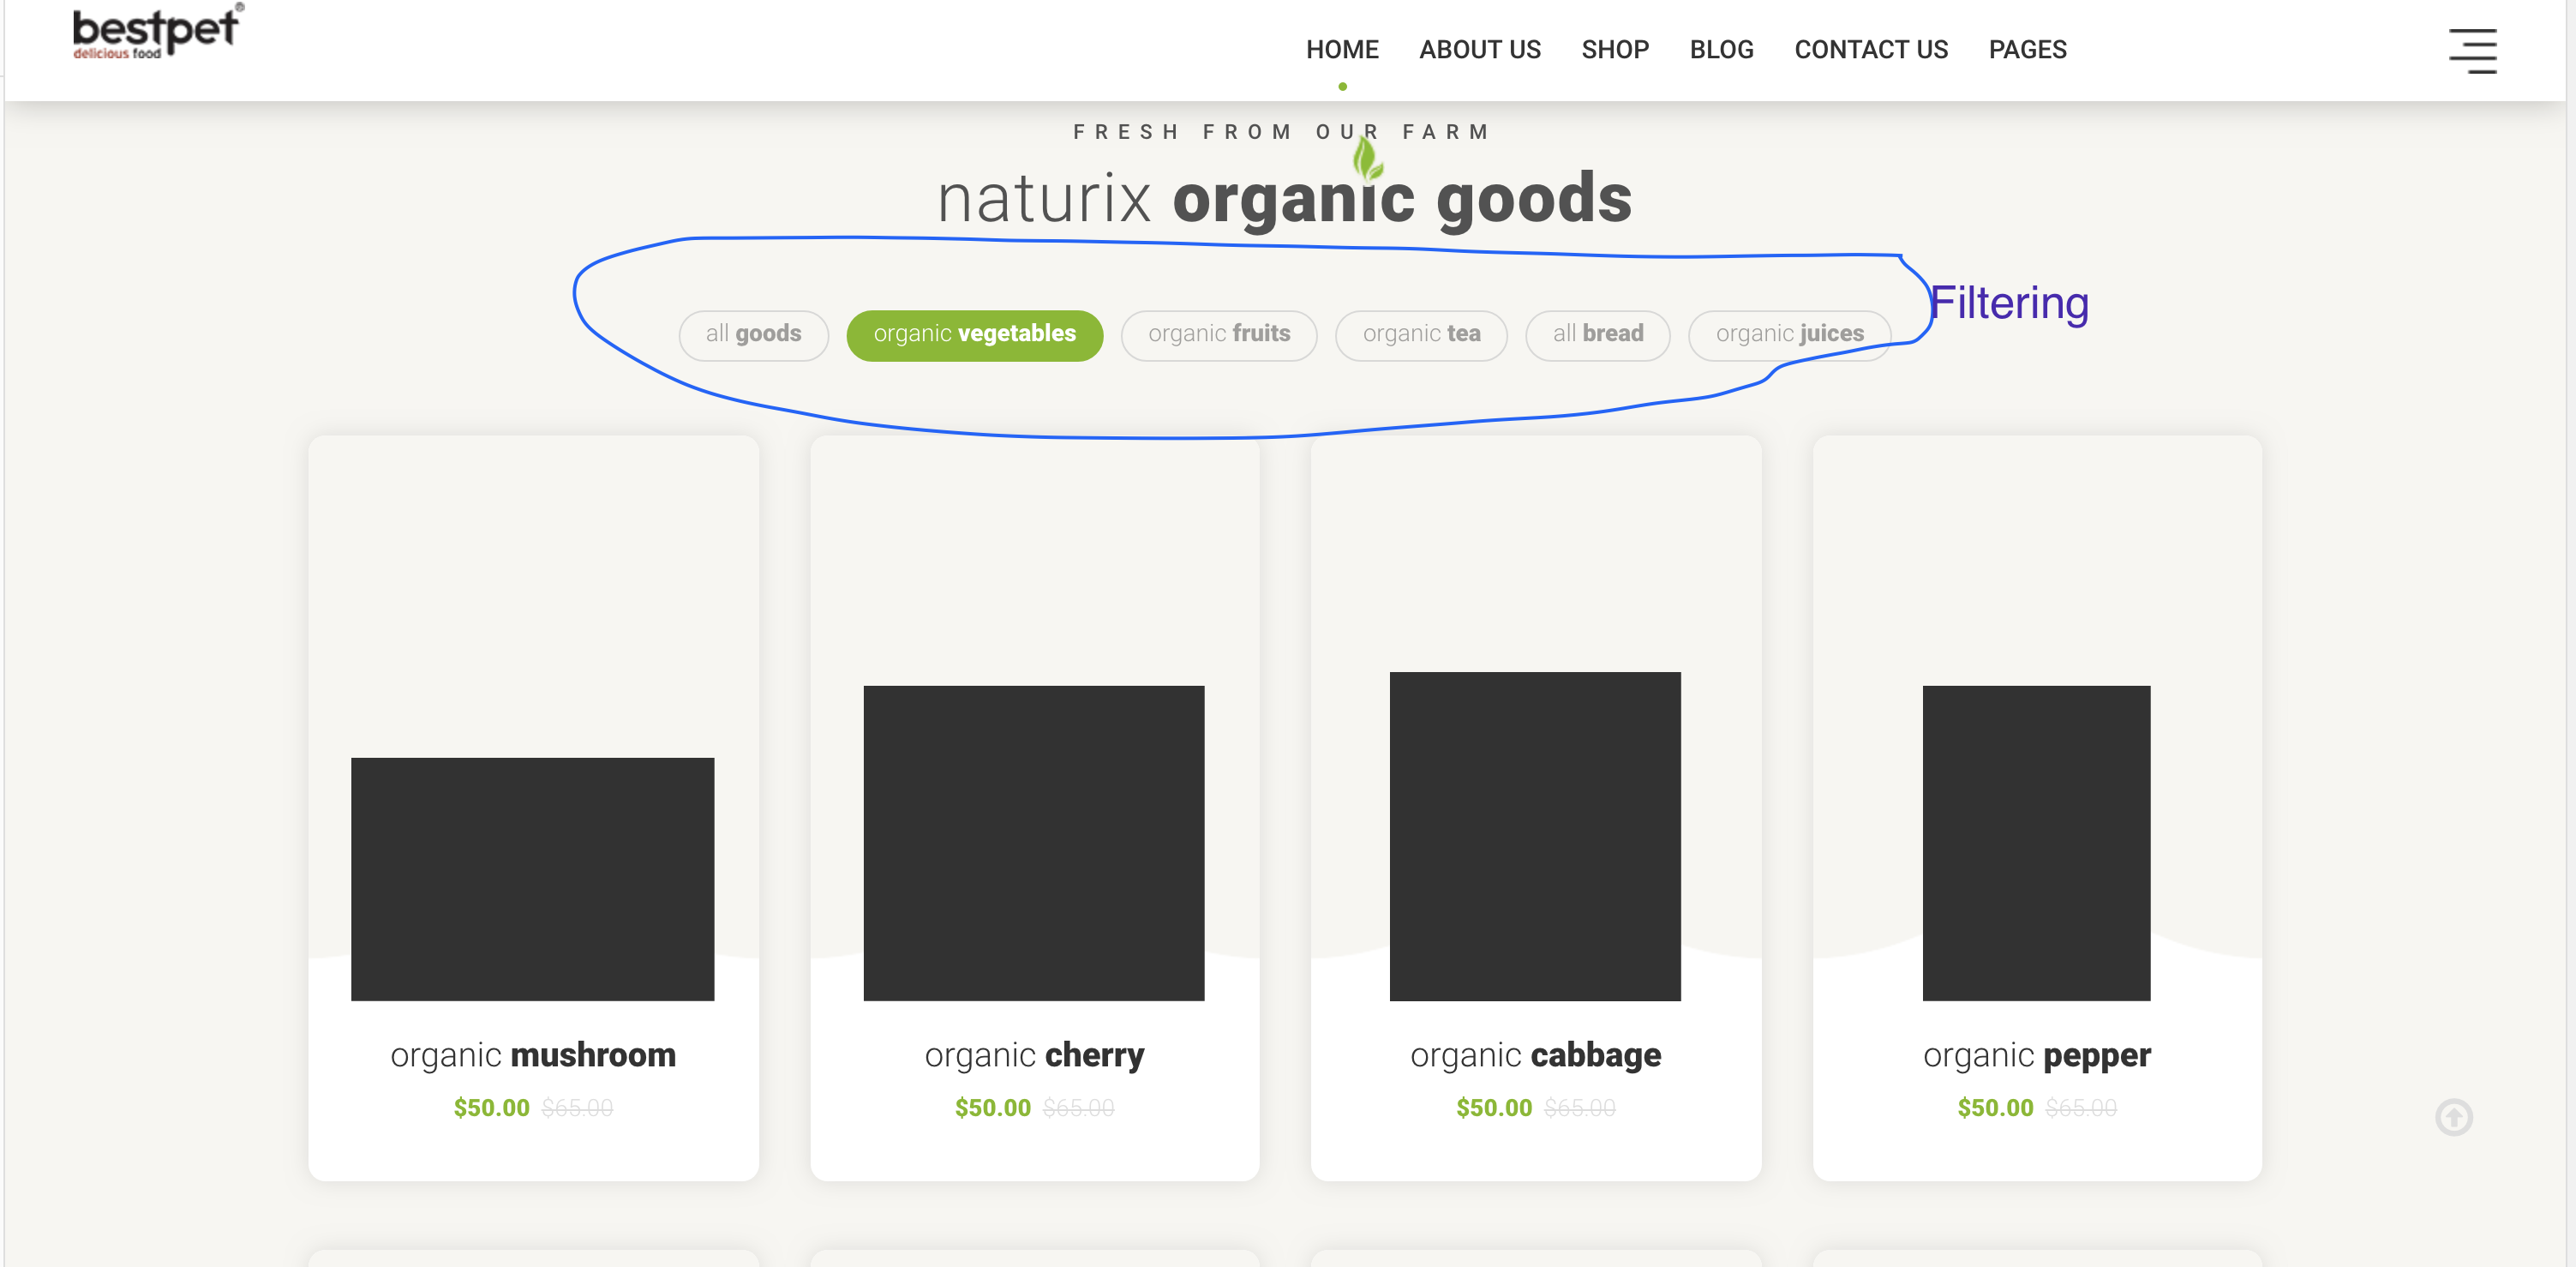 bestpet®
delicious food
HOME ABOUT US SHOP BLOG CONTACT US PAGES
FRESH FROM OUR FARM
naturix organic goods
Filtering
all goods organic vegetables organic fruits organic tea all bread organic juices
organic mushroom organic cherry organic cabbage organic pepper
$50.00 $65.00 $50.00 $65.00 $50.00 $65.00 $50.00 $65.00